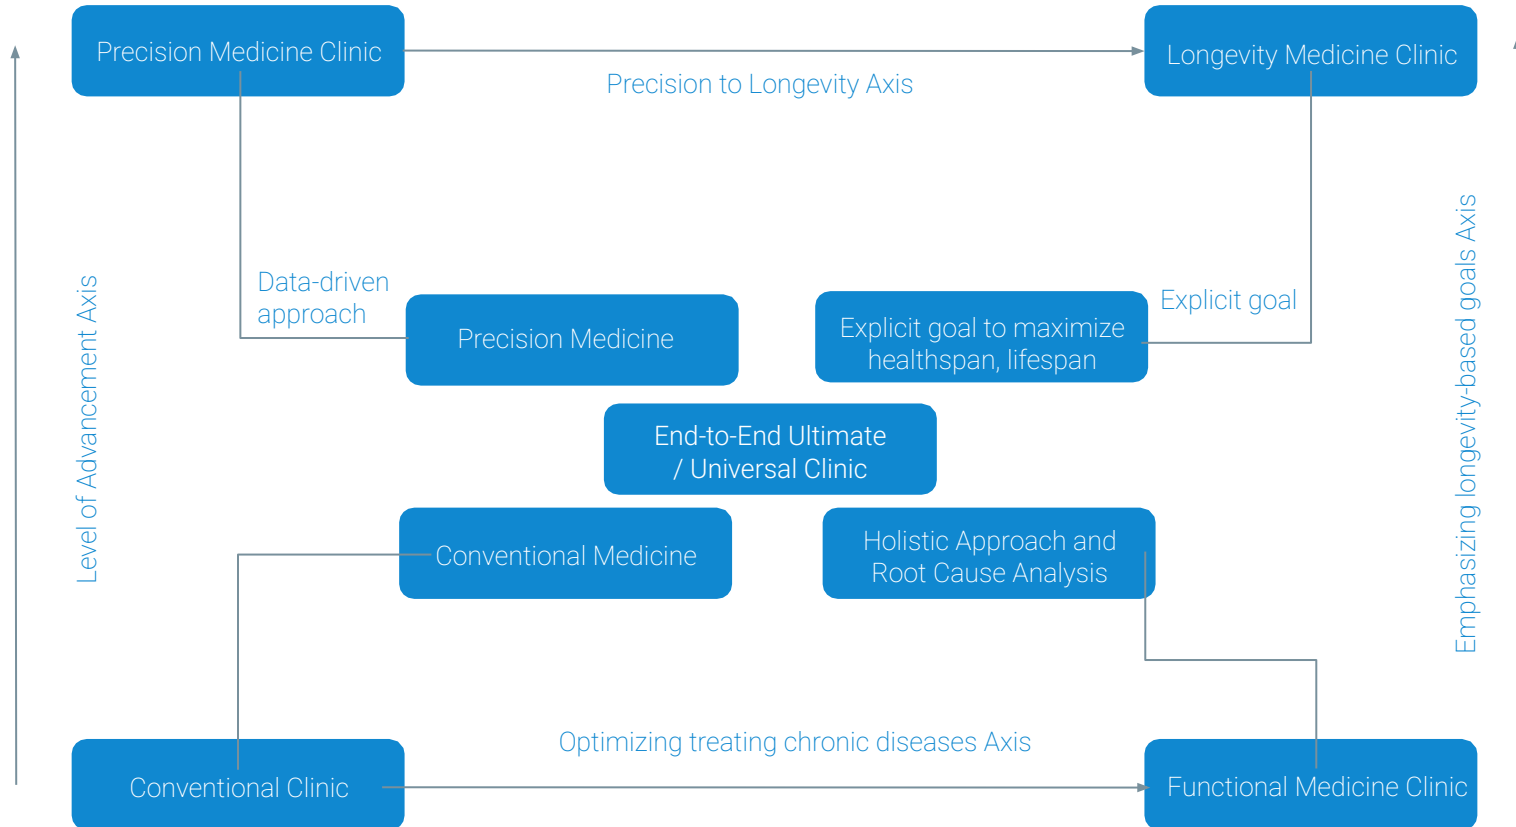 Precision Medicine Clinic
Longevity Medicine Clinic
Precision to Longevity Axis
Data-driven
approach
Precision Medicine
Explicit goal to maximize
healthspan, lifespan
Explicit goal
Level of Advancement Axis
Emphasizing longevity-based goals Axis
End-to-End Ultimate
/ Universal Clinic
Conventional Medicine
Holistic Approach and
Root Cause Analysis
Optimizing treating chronic diseases Axis
Conventional Clinic
Functional Medicine Clinic